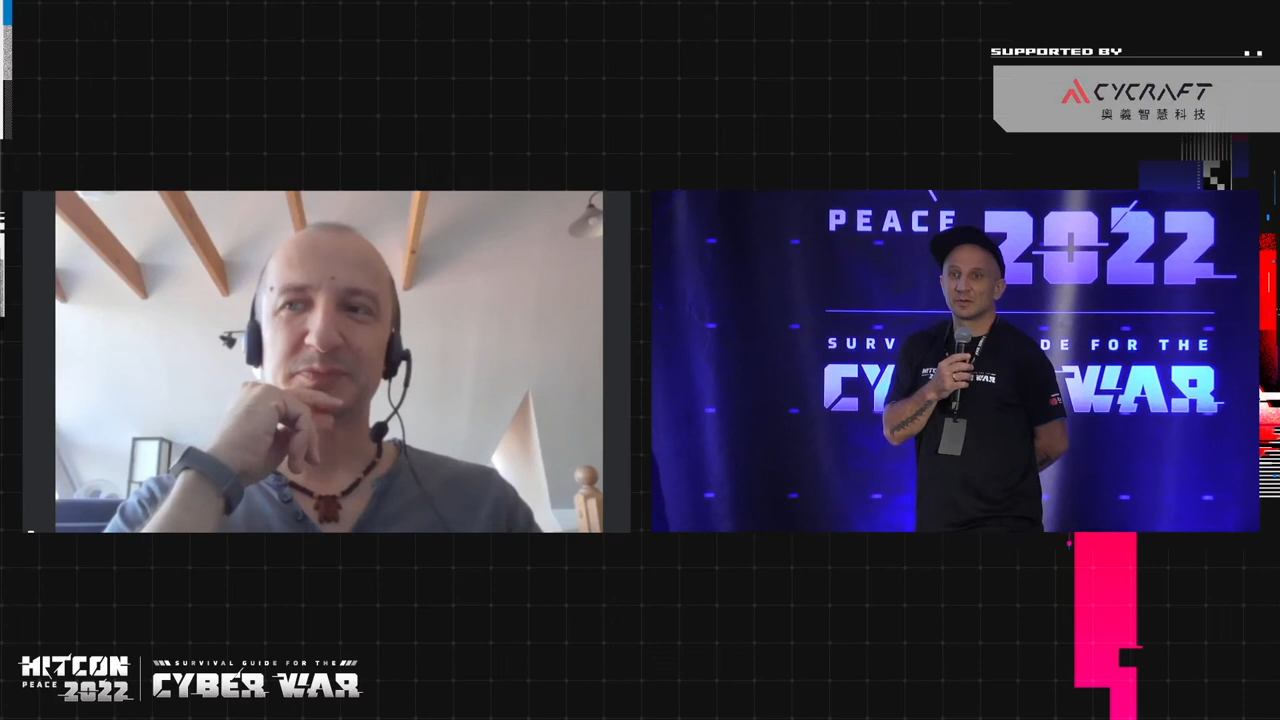 SUPPORTED BY
CYCRAFT
奧義智慧科技
PEACE 2022
SURV DE FOR THE
CY WAR
HITCON
PEACE 2022
SURVIVAL GUIDE FOR THE
CYBER WAR